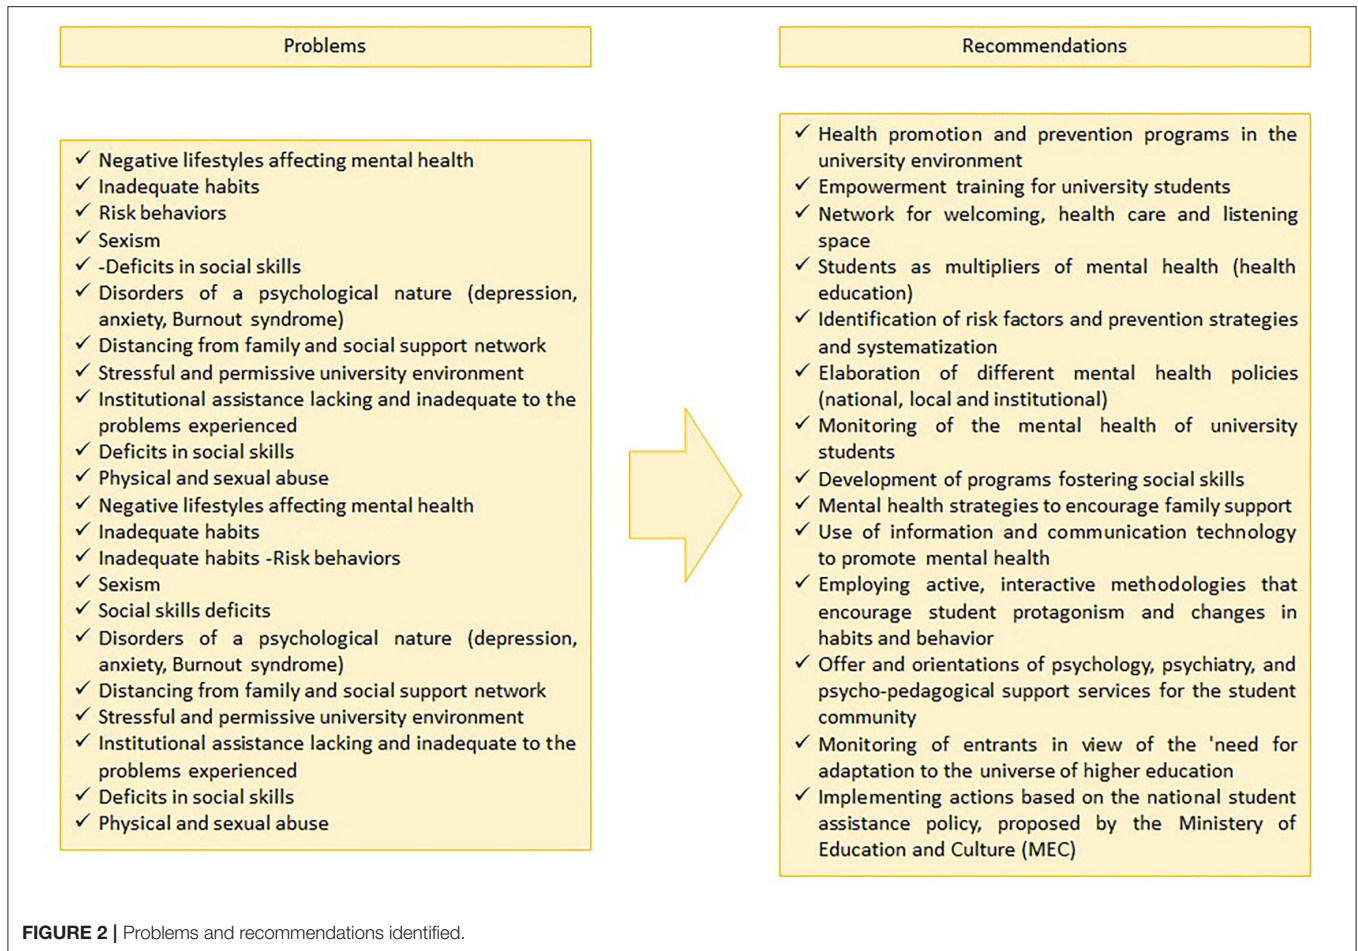 Problems
✓ Negative lifestyles affecting mental health
✓ Inadequate habits
✓ Risk behaviors
✓ Sexism
✓ -Deficits in social skills
✓ Disorders of a psychological nature (depression,
anxiety, Burnout syndrome)
✓ Distancing from family and social support network
✓ Stressful and permissive university environment
✓ Institutional assistance lacking and inadequate to the
problems experienced
✓ Deficits in social skills
✓ Physical and sexual abuse
✓ Negative lifestyles affecting mental health
✓ Inadequate habits
✓ Inadequate habits -Risk behaviors
✓ Sexism
✓ Social skills deficits
✓ Disorders of a psychological nature (depression,
anxiety, Burnout syndrome)
✓ Distancing from family and social support network
✓ Stressful and permissive university environment
✓ Institutional assistance lacking and inadequate to the
problems experienced
✓ Deficits in social skills
✓ Physical and sexual abuse
Recommendations
✓ Health promotion and prevention programs in the
university environment
✓ Empowerment training for university students
✓ Network for welcoming, health care and listening
space
✓ Students as multipliers of mental health (health
education)
✓ Identification of risk factors and prevention strategies
and systematization
✓ Elaboration of different mental health policies
(national, local and institutional)
✓ Monitoring of the mental health of university
students
✓ Development of programs fostering social skills
✓ Mental health strategies to encourage family support
✓ Use of information and communication technology
to promote mental health
✓ Employing active, interactive methodologies that
encourage student protagonism and changes in
habits and behavior
✓ Offer and orientations of psychology, psychiatry, and
psycho-pedagogical support services for the student
community
✓ Monitoring of entrants in view of the 'need for
adaptation to the universe of higher education
✓ Implementing actions based on the national student
assistance policy, proposed by the Ministery of
Education and Culture (MEC)
FIGURE 2 | Problems and recommendations identified.